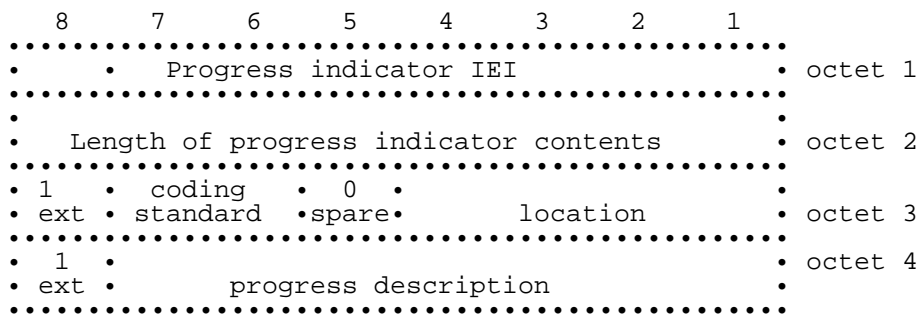 8 7 6 5 4 3 2 1
Progress indicator IEI octet 1
Length of progress indicator contents octet 2
1 coding 0
ext standard spare location octet 3
1 octet 4
ext progress description